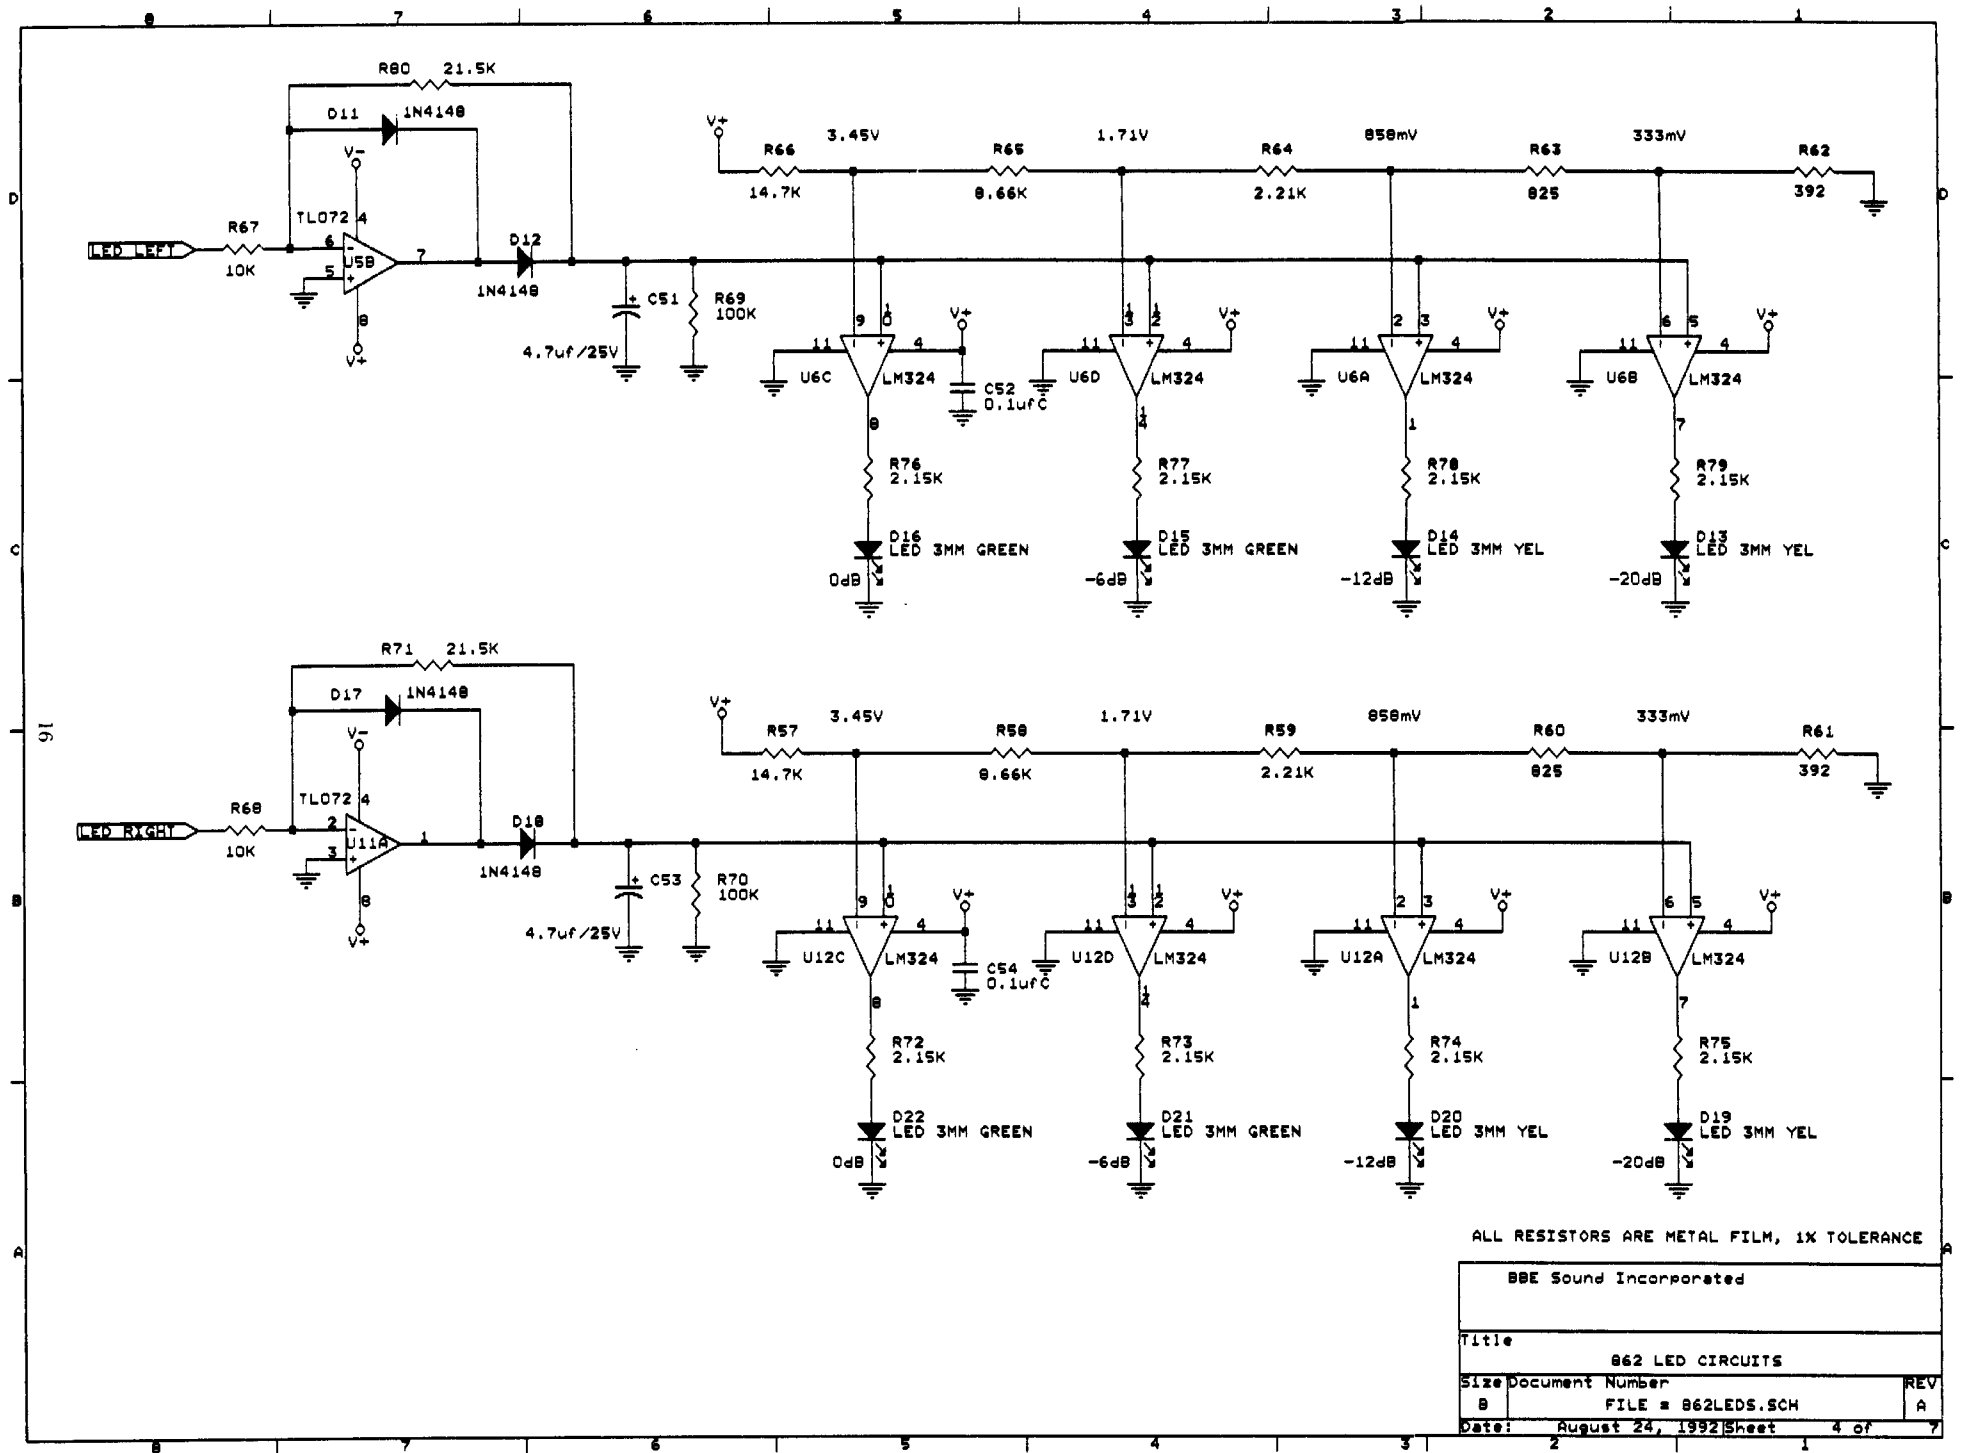 8 7 6 5 4 3 2 1
R80 21.5K
D11 1N4148
V-
V+
3.45V 1.71V 858mV 333mV
R66 R65 R64 R63 R62
14.7K 8.66K 2.21K 825 392
D D
TL072 4
R67
LED LEFT
10K
6 -
U5B
5 +
7
D12
1N4148
8
V+
+ C51
4.7uf/25V
R69
100K
9 10 13 12 2 3 6 5
V+ V+ V+ V+
11 4 11 4 11 4 11 4
U6C LM324 U6D LM324 U6A LM324 U6B LM324
C52
0.1ufC
8 14 1 7
R76 R77 R78 R79
2.15K 2.15K 2.15K 2.15K
C C
D16 D15 D14 D13
LED 3MM GREEN LED 3MM GREEN LED 3MM YEL LED 3MM YEL
0dB -6dB -12dB -20dB
R71 21.5K
D17 1N4148
V-
V+
3.45V 1.71V 858mV 333mV
R57 R58 R59 R60 R61
14.7K 8.66K 2.21K 825 392
16
TL072 4
R68
LED RIGHT
10K
2 -
U11A
3 +
1
D18
1N4148
8
V+
+ C53
4.7uf/25V
R70
100K
B B
9 10 13 12 2 3 6 5
V+ V+ V+ V+
11 4 11 4 11 4 11 4
U12C LM324 U12D LM324 U12A LM324 U12B LM324
C54
0.1ufC
8 14 1 7
R72 R73 R74 R75
2.15K 2.15K 2.15K 2.15K
D22 D21 D20 D19
LED 3MM GREEN LED 3MM GREEN LED 3MM YEL LED 3MM YEL
0dB -6dB -12dB -20dB
ALL RESISTORS ARE METAL FILM, 1% TOLERANCE
A A
BBE Sound Incorporated
Title
862 LED CIRCUITS
Size Document Number REV
B FILE = 862LEDS.SCH A
Date: August 24, 1992 Sheet 4 of 7
8 7 6 5 4 3 2 1